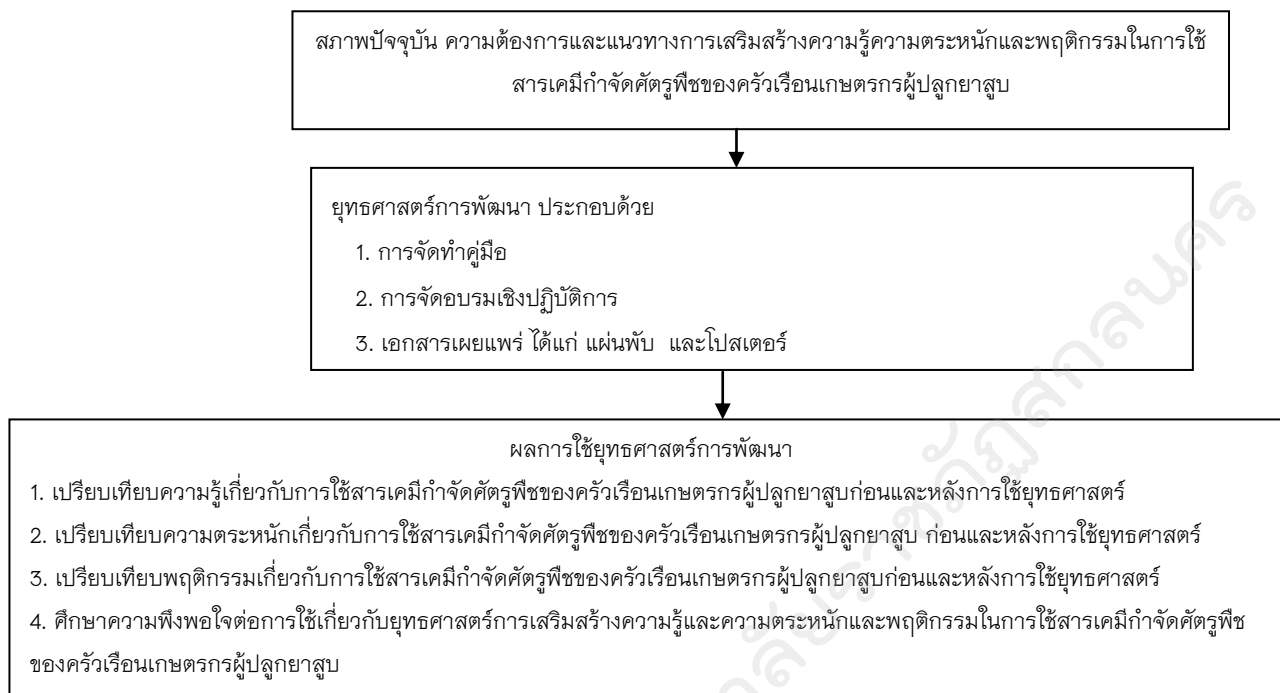 สภาพปัจจุบัน ความต้องการและแนวทางการเสริมสร้างความรู้ความตระหนักและพฤติกรรมในการใช้
สารเคมีกำจัดศัตรูพืชของครัวเรือนเกษตรกรผู้ปลูกยาสูบ
ยุทธศาสตร์การพัฒนา ประกอบด้วย
1. การจัดทำคู่มือ
2. การจัดอบรมเชิงปฏิบัติการ
3. เอกสารเผยแพร่ ได้แก่ แผ่นพับ และโปสเตอร์
ผลการใช้ยุทธศาสตร์การพัฒนา
1. เปรียบเทียบความรู้เกี่ยวกับการใช้สารเคมีกำจัดศัตรูพืชของครัวเรือนเกษตรกรผู้ปลูกยาสูบก่อนและหลังการใช้ยุทธศาสตร์
2. เปรียบเทียบความตระหนักเกี่ยวกับการใช้สารเคมีกำจัดศัตรูพืชของครัวเรือนเกษตรกรผู้ปลูกยาสูบ ก่อนและหลังการใช้ยุทธศาสตร์
3. เปรียบเทียบพฤติกรรมเกี่ยวกับการใช้สารเคมีกำจัดศัตรูพืชของครัวเรือนเกษตรกรผู้ปลูกยาสูบก่อนและหลังการใช้ยุทธศาสตร์
4. ศึกษาความพึงพอใจต่อการใช้เกี่ยวกับยุทธศาสตร์การเสริมสร้างความรู้และความตระหนักและพฤติกรรมในการใช้สารเคมีกำจัดศัตรูพืช
ของครัวเรือนเกษตรกรผู้ปลูกยาสูบ
ลัยราชภัฏสกลนคร